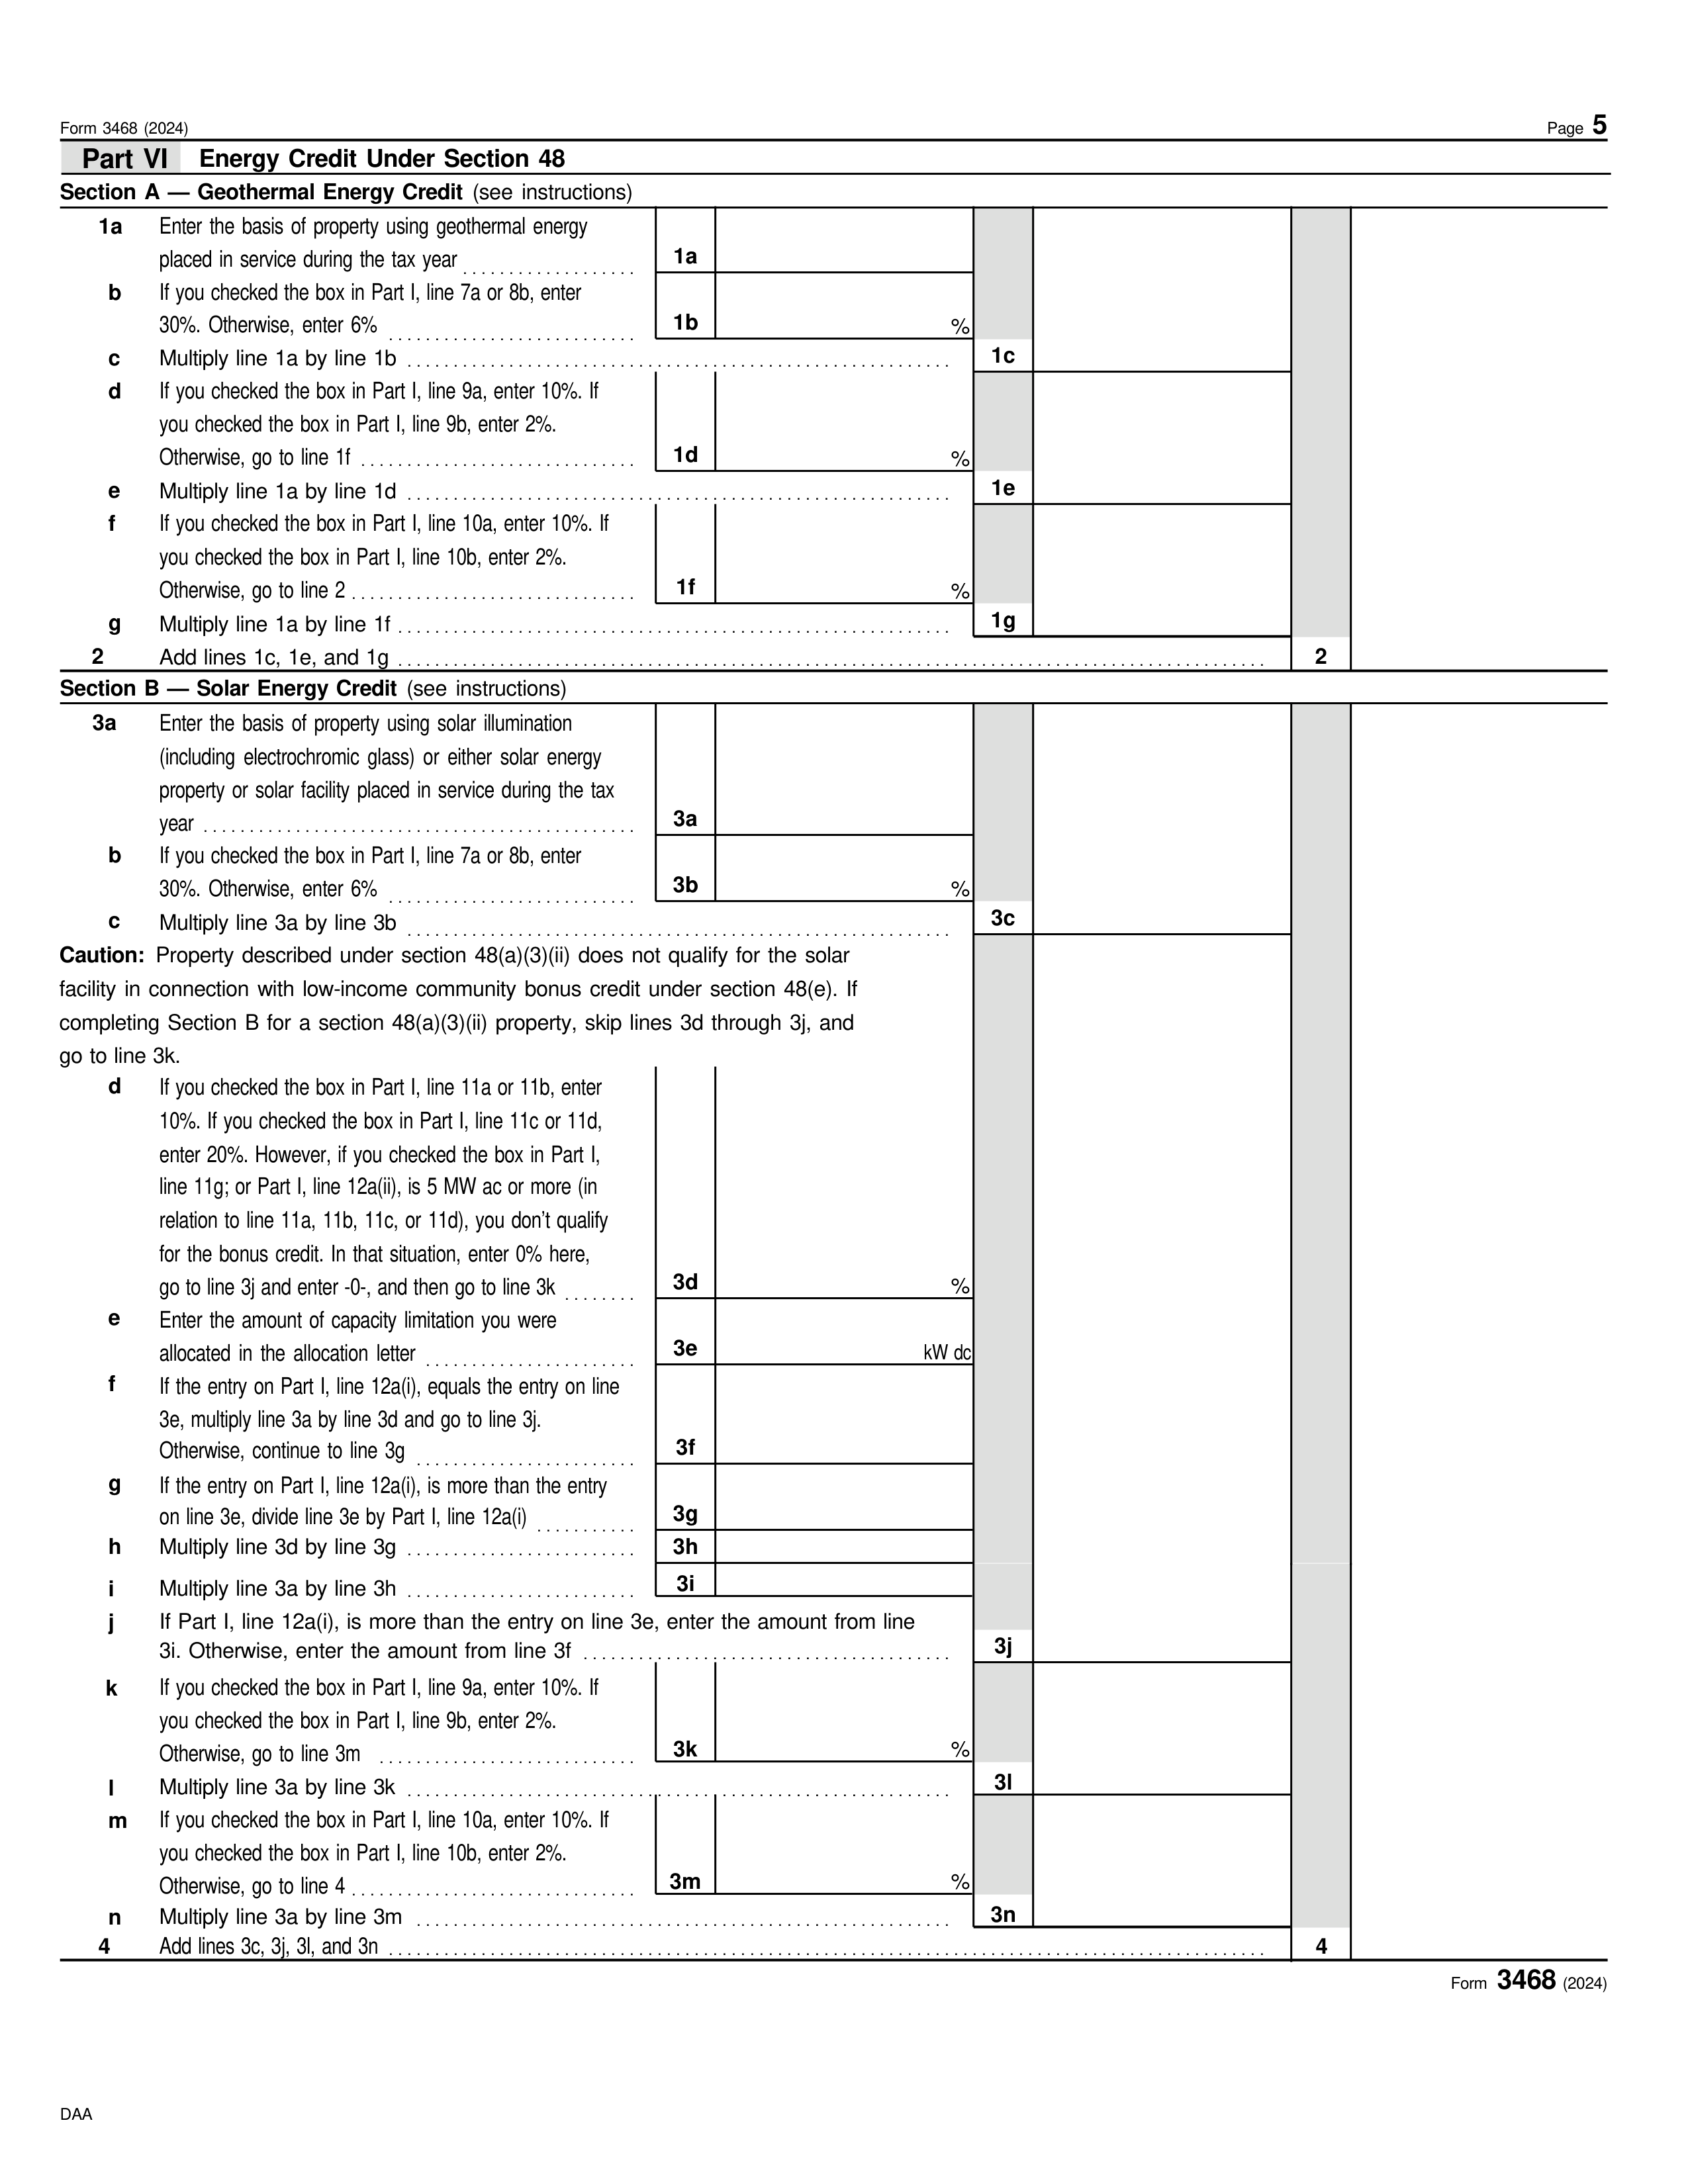 Form 3468 (2024) Page 5
Part VI Energy Credit Under Section 48
Section A — Geothermal Energy Credit (see instructions)
1a Enter the basis of property using geothermal energy
placed in service during the tax year 1a
b If you checked the box in Part I, line 7a or 8b, enter
30%. Otherwise, enter 6% 1b %
c Multiply line 1a by line 1b 1c
d If you checked the box in Part I, line 9a, enter 10%. If
you checked the box in Part I, line 9b, enter 2%.
Otherwise, go to line 1f 1d %
e Multiply line 1a by line 1d 1e
f If you checked the box in Part I, line 10a, enter 10%. If
you checked the box in Part I, line 10b, enter 2%.
Otherwise, go to line 2 1f %
g Multiply line 1a by line 1f 1g
2 Add lines 1c, 1e, and 1g 2
Section B — Solar Energy Credit (see instructions)
3a Enter the basis of property using solar illumination
(including electrochromic glass) or either solar energy
property or solar facility placed in service during the tax
year 3a
b If you checked the box in Part I, line 7a or 8b, enter
30%. Otherwise, enter 6% 3b %
c Multiply line 3a by line 3b 3c
Caution: Property described under section 48(a)(3)(ii) does not qualify for the solar
facility in connection with low-income community bonus credit under section 48(e). If
completing Section B for a section 48(a)(3)(ii) property, skip lines 3d through 3j, and
go to line 3k.
d If you checked the box in Part I, line 11a or 11b, enter
10%. If you checked the box in Part I, line 11c or 11d,
enter 20%. However, if you checked the box in Part I,
line 11g; or Part I, line 12a(ii), is 5 MW ac or more (in
relation to line 11a, 11b, 11c, or 11d), you don't qualify
for the bonus credit. In that situation, enter 0% here,
go to line 3j and enter -0-, and then go to line 3k 3d %
e Enter the amount of capacity limitation you were
allocated in the allocation letter 3e kW dc
f If the entry on Part I, line 12a(i), equals the entry on line
3e, multiply line 3a by line 3d and go to line 3j.
Otherwise, continue to line 3g 3f
g If the entry on Part I, line 12a(i), is more than the entry
on line 3e, divide line 3e by Part I, line 12a(i) 3g
h Multiply line 3d by line 3g 3h
i Multiply line 3a by line 3h 3i
j If Part I, line 12a(i), is more than the entry on line 3e, enter the amount from line
3i. Otherwise, enter the amount from line 3f 3j
k If you checked the box in Part I, line 9a, enter 10%. If
you checked the box in Part I, line 9b, enter 2%.
Otherwise, go to line 3m 3k %
l Multiply line 3a by line 3k 3l
m If you checked the box in Part I, line 10a, enter 10%. If
you checked the box in Part I, line 10b, enter 2%.
Otherwise, go to line 4 3m %
n Multiply line 3a by line 3m 3n
4 Add lines 3c, 3j, 3l, and 3n 4
Form 3468 (2024)
DAA